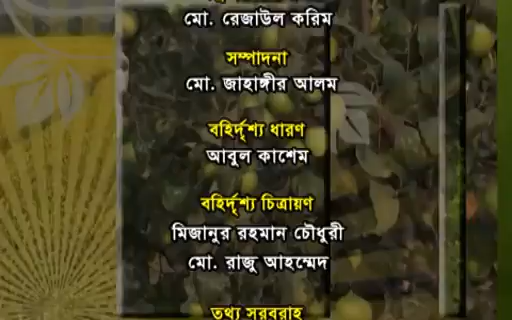 মো. রেজাউল করিম
সম্পাদনা
মো. জাহাঙ্গীর আলম
বহির্দৃশ্য ধারণ
আবুল কাশেম
বহির্দৃশ্য চিত্রায়ণ
মিজানুর রহমান চৌধুরী
মো. রাজু আহম্মেদ
তথ্য সরবরাহ